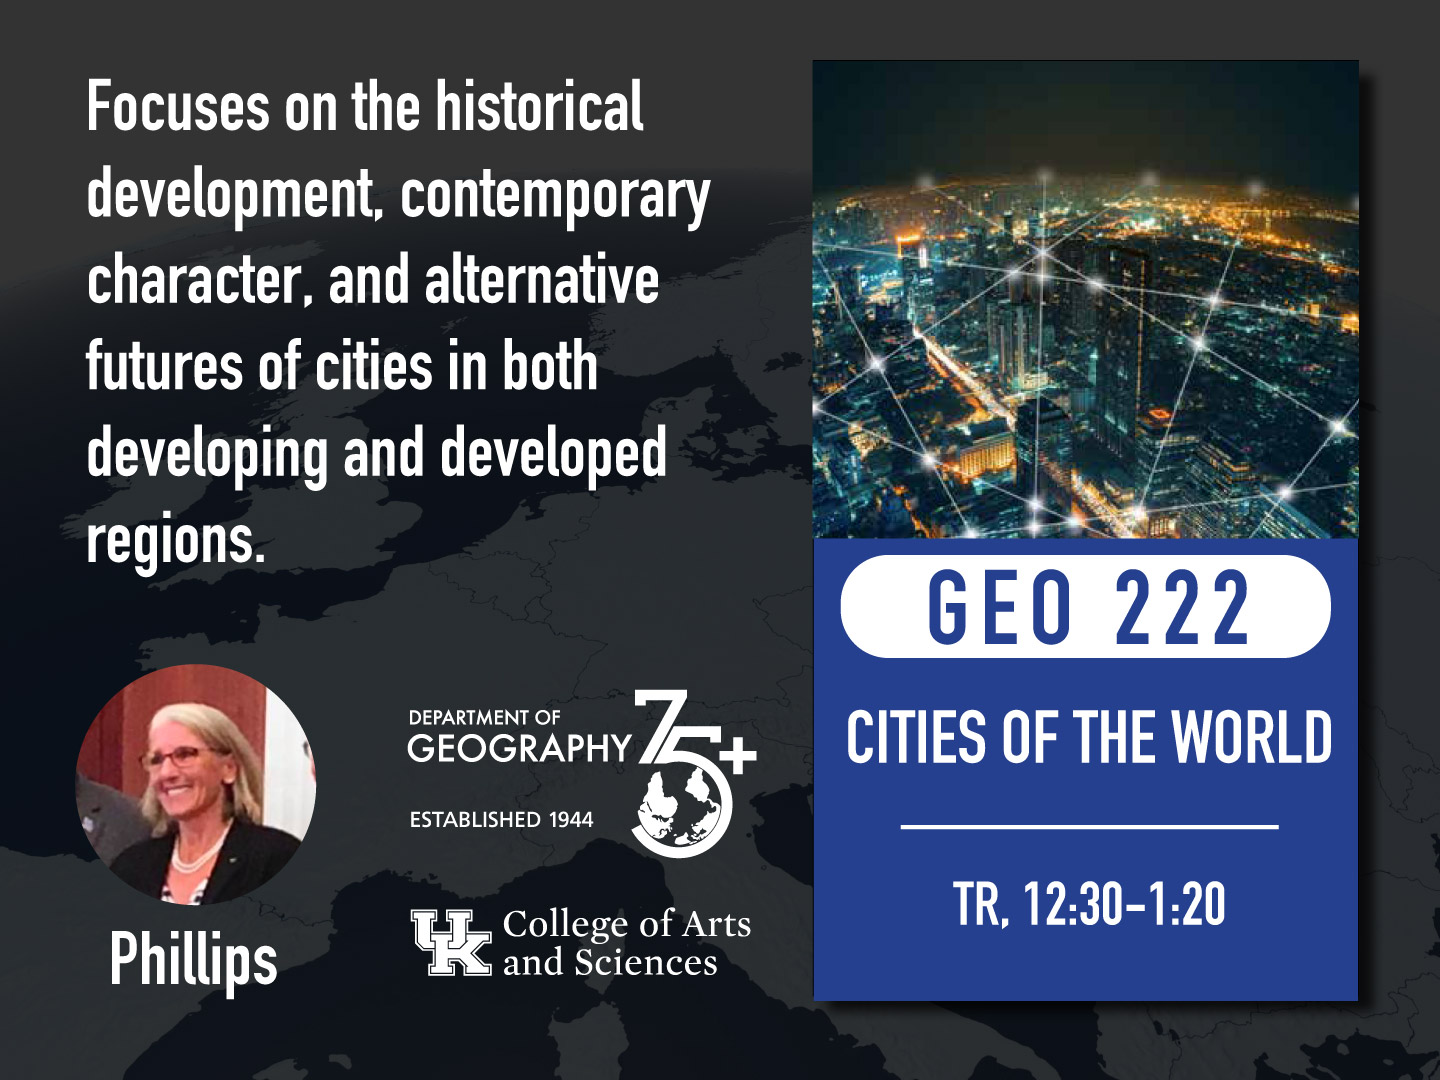 Focuses on the historical
development, contemporary
character, and alternative
futures of cities in both
developing and developed
regions.
Phillips
DEPARTMENT OF
GEOGRAPHY
75+
ESTABLISHED 1944
UK
College of Arts
and Sciences
GEO 222
CITIES OF THE WORLD
TR, 12:30-1:20